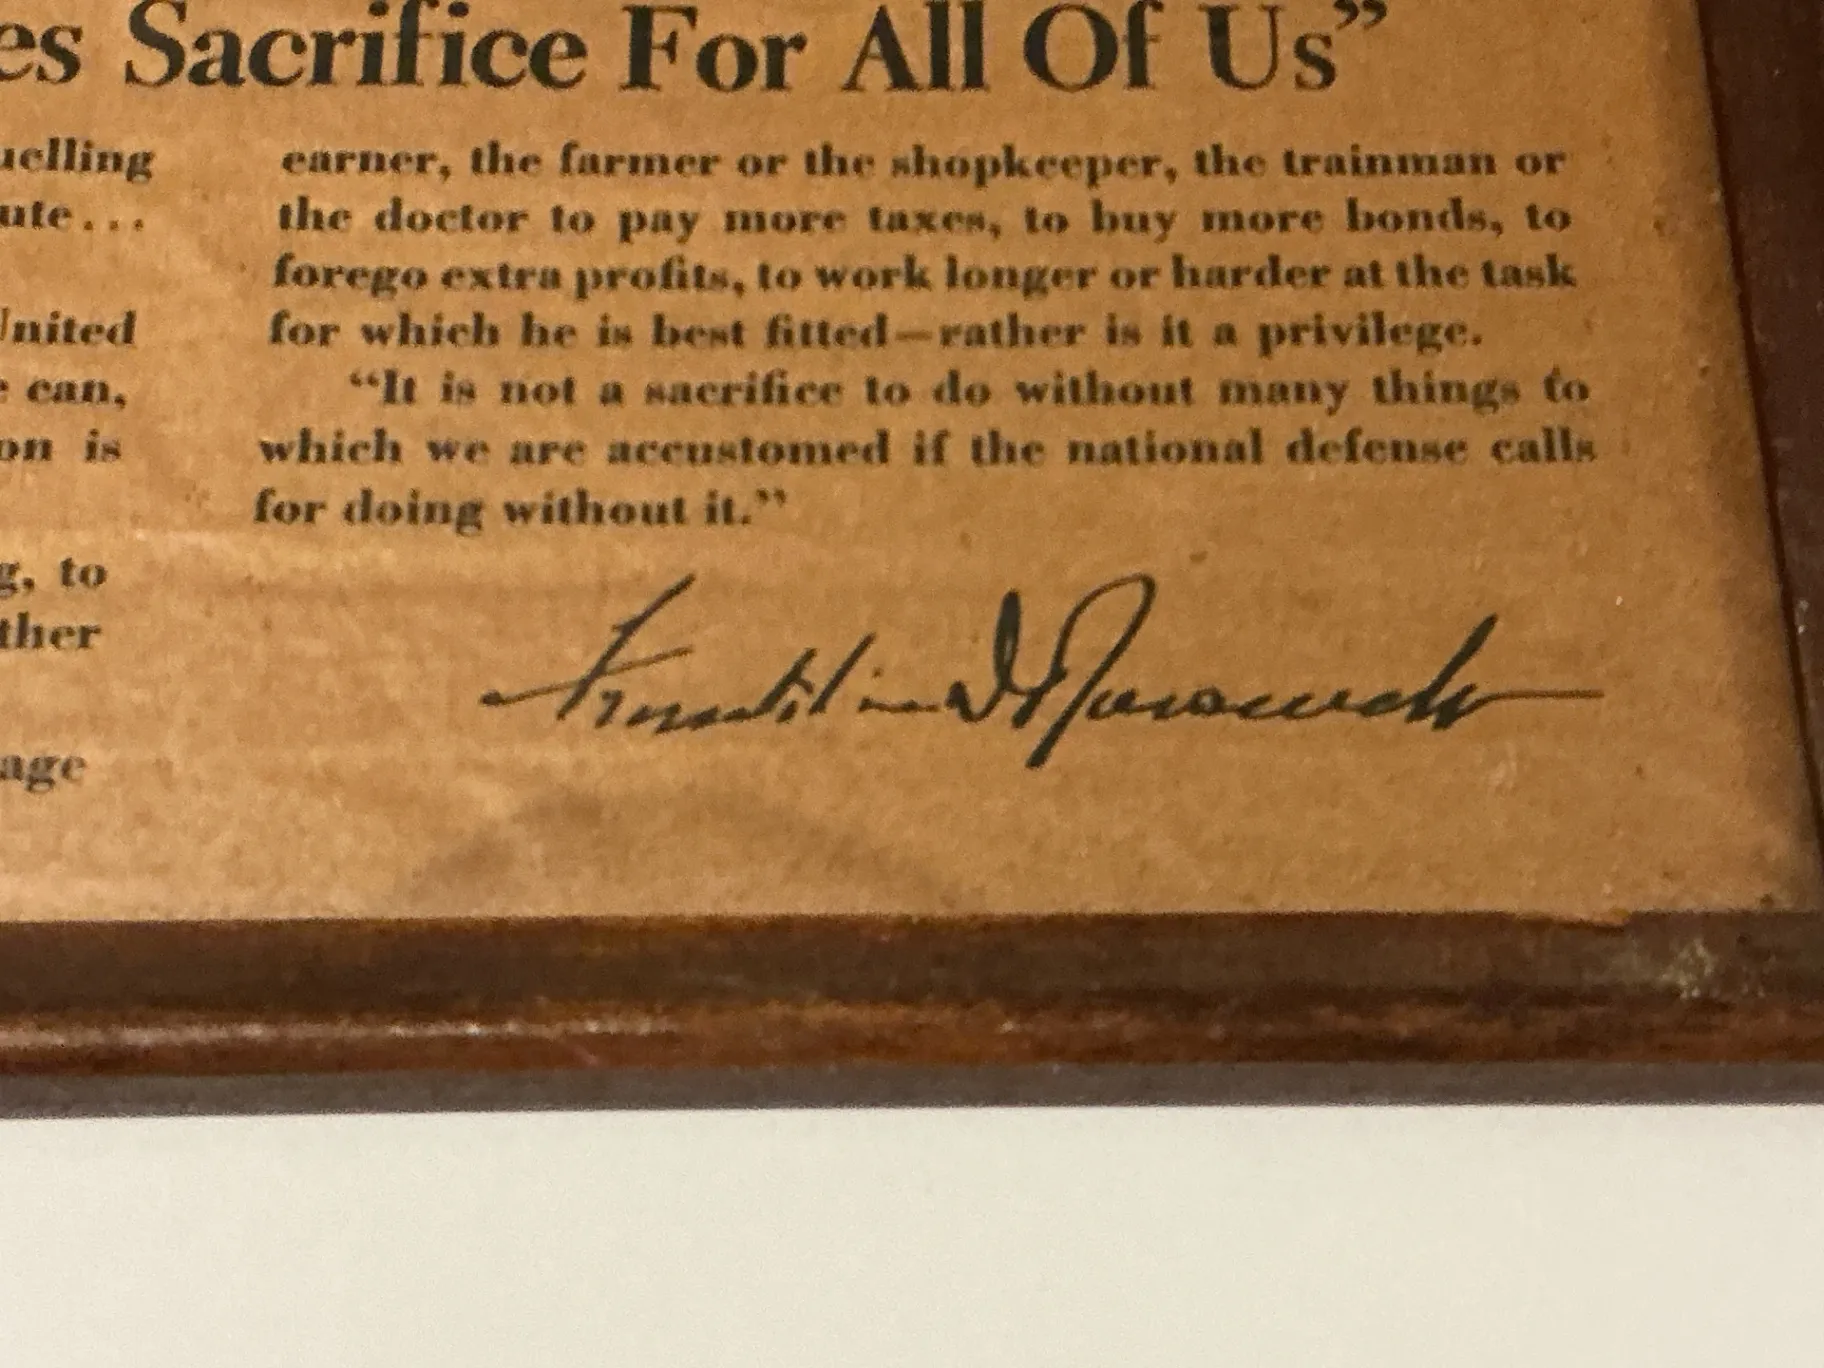 es Sacrifice For All Of Us”
uelling
ute...
United
e can,
on is
g, to
ther
age
earner, the farmer or the shopkeeper, the trainman or
the doctor to pay more taxes, to buy more bonds, to
forego extra profits, to work longer or harder at the task
for which he is best fitted—rather is it a privilege.
“It is not a sacrifice to do without many things to
which we are accustomed if the national defense calls
for doing without it.”
Franklin D Roosevelt